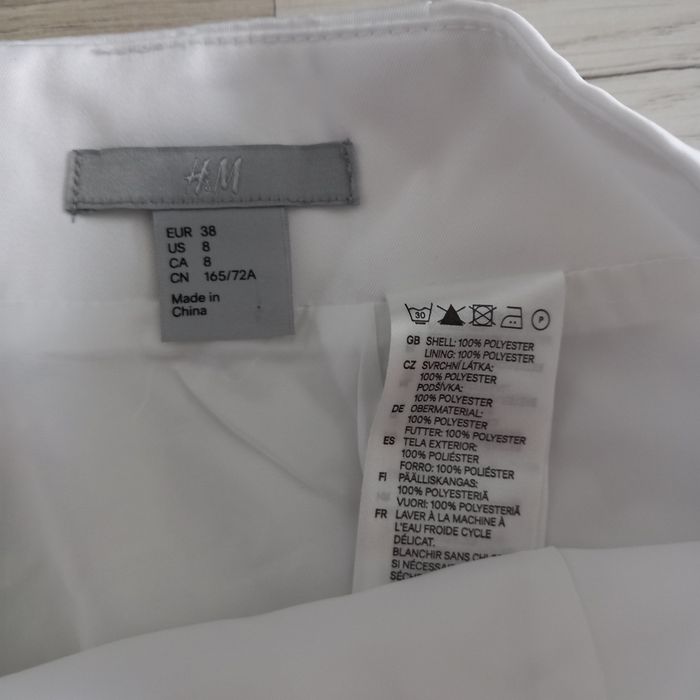 H&M
EUR 38
US 8
CA 8
CN 165/72A
Made in
China
30
P
GB SHELL: 100% POLYESTER
LINING: 100% POLYESTER
CZ SVRCHNÍ LÁTKA:
100% POLYESTER
PODŠÍVKA:
100% POLYESTER
DE OBERMATERIAL:
100% POLYESTER
FUTTER: 100% POLYESTER
ES TELA EXTERIOR:
100% POLIÉSTER
FORRO: 100% POLIÉSTER
FI PÄÄLLISKANGAS:
100% POLYESTERIÄ
VUORI: 100% POLYESTERIÄ
FR LAVER À LA MACHINE À
L'EAU FROIDE CYCLE
DÉLICAT.
BLANCHIR SANS
SI